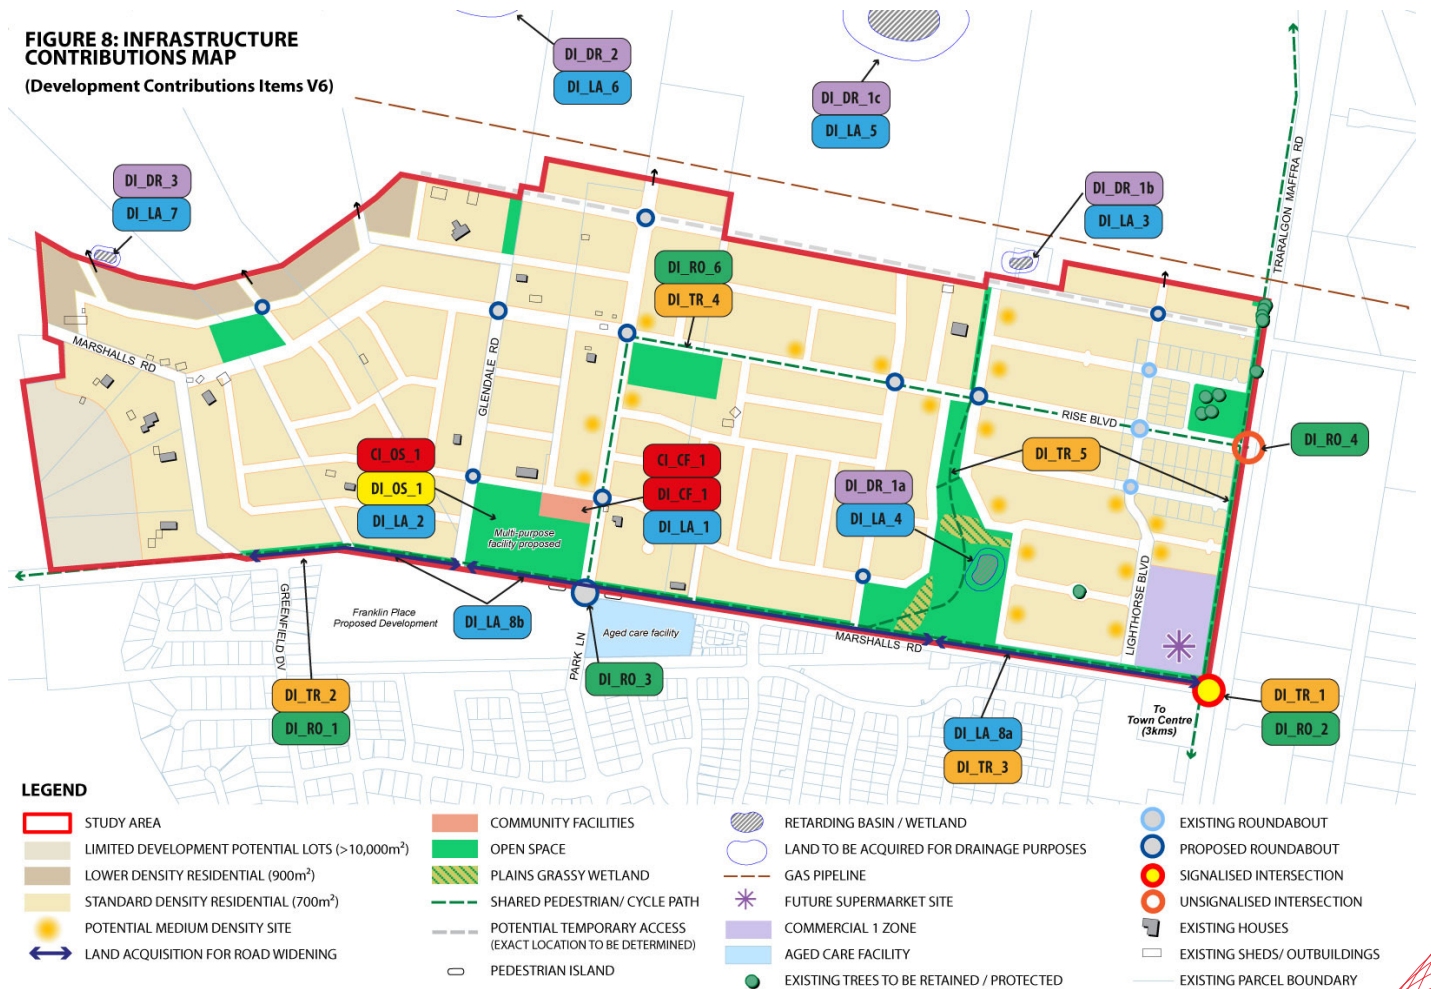 FIGURE 8: INFRASTRUCTURE
CONTRIBUTIONS MAP
(Development Contributions Items V6)
DI_DR_2
DI_LA_6
DI_DR_1c
DI_LA_5
DI_DR_3
DI_LA_7
DI_DR_1b
DI_LA_3
TRARALGON MAFFRA RD
DI_RO_6
DI_TR_4
MARSHALLS RD
GLENDALE RD
RISE BLVD
DI_RO_4
CI_OS_1
DI_OS_1
DI_LA_2
CI_CF_1
DI_CF_1
DI_LA_1
DI_TR_5
DI_DR_1a
DI_LA_4
Multi-purpose
facility proposed
LIGHTHORSE BLVD
GREENFIELD DV
Franklin Place
Proposed Development
DI_LA_8b
PARK LN
Aged care facility
MARSHALLS RD
DI_RO_3
DI_TR_2
DI_RO_1
DI_LA_8a
DI_TR_3
To
Town Centre
(3kms)
DI_TR_1
DI_RO_2
LEGEND
STUDY AREA
LIMITED DEVELOPMENT POTENTIAL LOTS (>10,000m²)
LOWER DENSITY RESIDENTIAL (900m²)
STANDARD DENSITY RESIDENTIAL (700m²)
POTENTIAL MEDIUM DENSITY SITE
LAND ACQUISITION FOR ROAD WIDENING
COMMUNITY FACILITIES
OPEN SPACE
PLAINS GRASSY WETLAND
SHARED PEDESTRIAN/ CYCLE PATH
POTENTIAL TEMPORARY ACCESS
(EXACT LOCATION TO BE DETERMINED)
PEDESTRIAN ISLAND
RETARDING BASIN / WETLAND
LAND TO BE ACQUIRED FOR DRAINAGE PURPOSES
GAS PIPELINE
FUTURE SUPERMARKET SITE
COMMERCIAL 1 ZONE
AGED CARE FACILITY
EXISTING TREES TO BE RETAINED / PROTECTED
EXISTING ROUNDABOUT
PROPOSED ROUNDABOUT
SIGNALISED INTERSECTION
UNSIGNALISED INTERSECTION
EXISTING HOUSES
EXISTING SHEDS/ OUTBUILDINGS
EXISTING PARCEL BOUNDARY